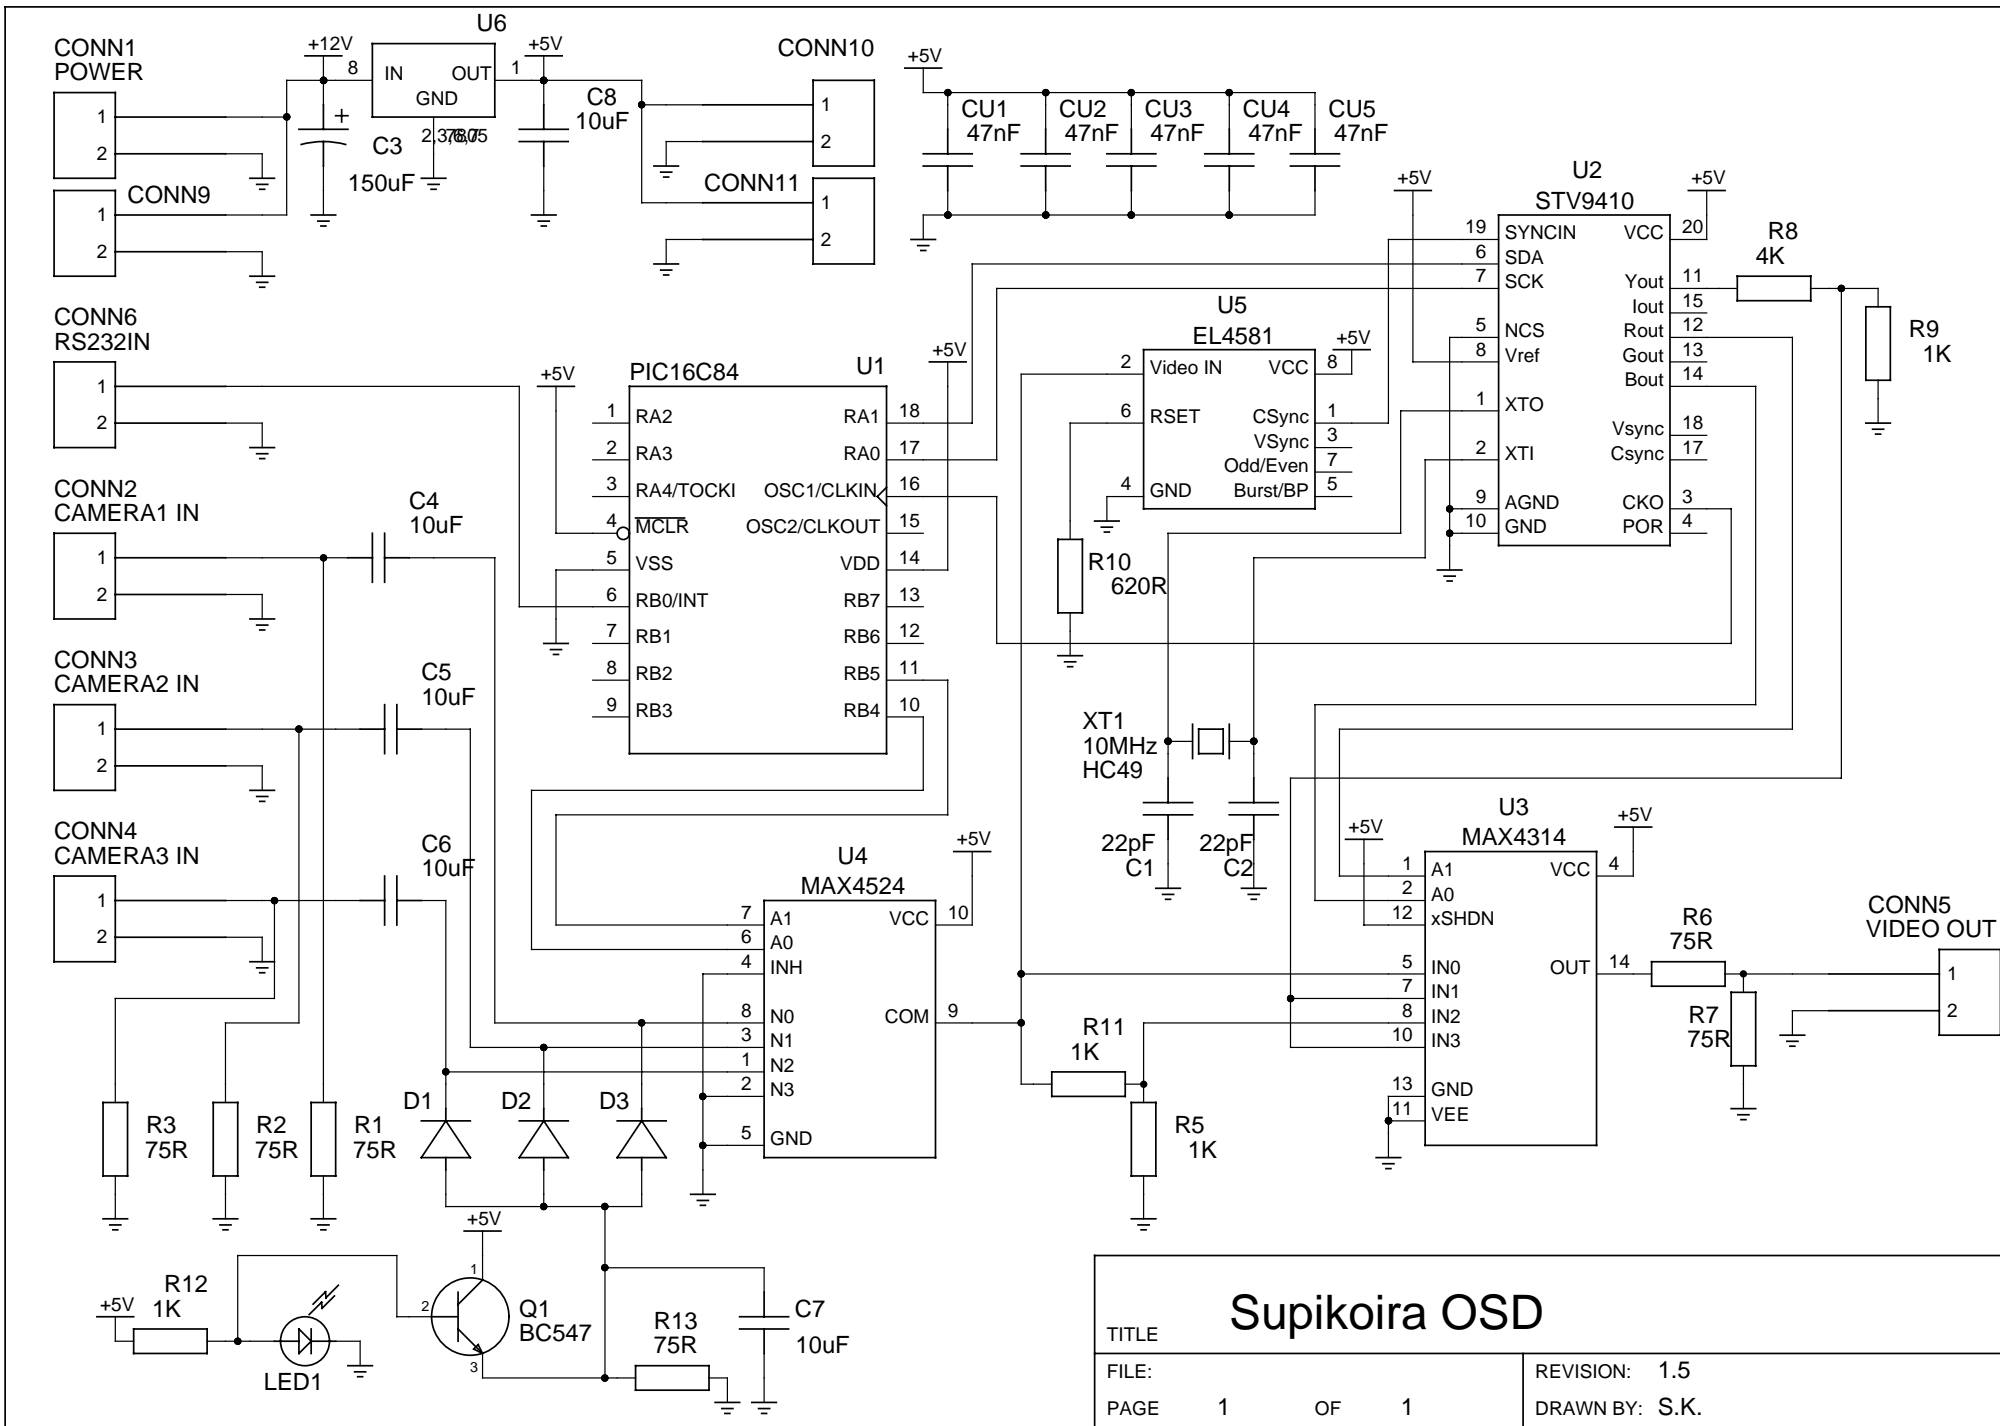 CONN1
POWER
1
2
CONN9
1
2
+12V
8
IN
OUT
GND
1
U6
+5V
C3
150uF
C8
10uF
CONN10
1
2
CONN11
1
2
+5V
CU1
47nF
CU2
47nF
CU3
47nF
CU4
47nF
CU5
47nF
CONN6
RS232IN
1
2
CONN2
CAMERA1 IN
1
2
CONN3
CAMERA2 IN
1
2
CONN4
CAMERA3 IN
1
2
C4
10uF
C5
10uF
C6
10uF
+5V
PIC16C84
U1
+5V
1 RA2
2 RA3
3 RA4/TOCKI
4 MCLR
5 VSS
6 RB0/INT
7 RB1
8 RB2
9 RB3
RA1 18
RA0 17
OSC1/CLKIN 16
OSC2/CLKOUT 15
VDD 14
RB7 13
RB6 12
RB5 11
RB4 10
U5
EL4581
+5V
2 Video IN
6 RSET
4 GND
VCC 8
CSync 1
VSync 3
Odd/Even 7
Burst/BP 5
R10
620R
U2
STV9410
+5V
+5V
19 SYNCIN
6 SDA
7 SCK
5 NCS
8 Vref
1 XTO
2 XTI
9 AGND
10 GND
VCC 20
Yout 11
Iout 15
Rout 12
Gout 13
Bout 14
Vsync 18
Csync 17
CKO 3
POR 4
R8
4K
R9
1K
XT1
10MHz
HC49
22pF
C1
22pF
C2
U4
MAX4524
+5V
7 A1
6 A0
4 INH
8 N0
3 N1
1 N2
2 N3
5 GND
VCC 10
COM 9
U3
MAX4314
+5V
+5V
1 A1
2 A0
12 xSHDN
5 IN0
7 IN1
8 IN2
10 IN3
13 GND
11 VEE
VCC 4
OUT 14
R6
75R
R7
75R
CONN5
VIDEO OUT
1
2
R11
1K
R5
1K
R3
75R
R2
75R
R1
75R
D1
D2
D3
+5V
R12
1K
LED1
+5V
1
2
3
Q1
BC547
R13
75R
C7
10uF
TITLE
Supikoira OSD
FILE:
REVISION: 1.5
PAGE 1 OF 1
DRAWN BY: S.K.